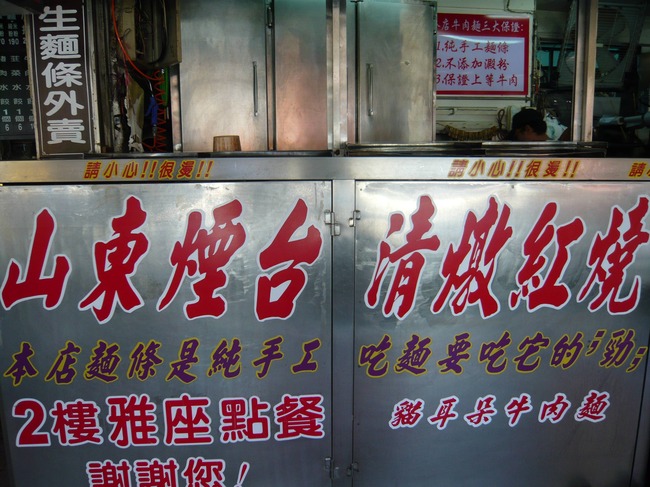 生麵條外賣
本店牛肉麵三大保證:
1.純手工麵條
2.不添加澱粉
3.保證上等牛肉
請小心!!很燙!!
請小心!!很燙!!
山東煙台
清燉紅燒
本店麵條是純手工
吃麵要吃它的;勁;
2樓雅座點餐
貓耳朵牛肉麵
謝謝您!